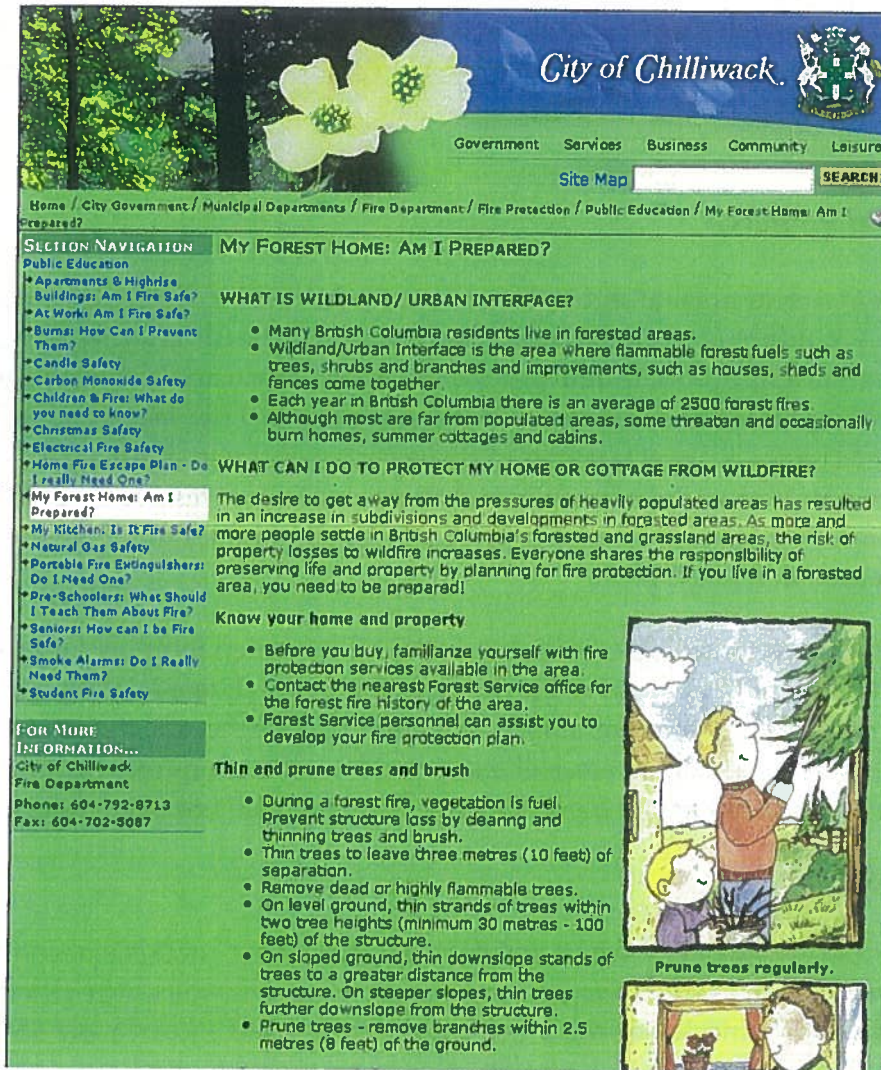 City of Chilliwack
Government Services Business Community Leisure
Site Map SEARCH
Home / City Government / Municipal Departments / Fire Department / Fire Protection / Public Education / My Forest Home: Am I
Prepared?
SECTION NAVIGATION
Public Education
Apartments & Highrise
Buildings: Am I Fire Safe?
At Work: Am I Fire Safe?
Burns: How Can I Prevent
Them?
Candle Safety
Carbon Monoxide Safety
Children & Fire: What do
you need to know?
Christmas Safety
Electrical Fire Safety
Home Fire Escape Plan - Do
I really Need One?
My Forest Home: Am I
Prepared?
My Kitchen. Is It Fire Safe?
Natural Gas Safety
Portable Fire Extinguishers:
Do I Need One?
Pre-Schoolers: What Should
I Teach Them About Fire?
Seniors: How can I be Fire
Safe?
Smoke Alarms: Do I Really
Need Them?
Student Fire Safety
FOR MORE
INFORMATION...
City of Chilliwack
Fire Department
Phone: 604-792-8713
Fax: 604-702-5087
MY FOREST HOME: AM I PREPARED?
WHAT IS WILDLAND/ URBAN INTERFACE?
• Many British Columbia residents live in forested areas.
• Wildland/Urban Interface is the area where flammable forest fuels such as
trees, shrubs and branches and improvements, such as houses, sheds and
fences come together.
• Each year in British Columbia there is an average of 2500 forest fires.
• Although most are far from populated areas, some threaten and occasionally
burn homes, summer cottages and cabins.
WHAT CAN I DO TO PROTECT MY HOME OR COTTAGE FROM WILDFIRE?
The desire to get away from the pressures of heavily populated areas has resulted
in an increase in subdivisions and developments in forested areas. As more and
more people settle in British Columbia's forested and grassland areas, the risk of
property losses to wildfire increases. Everyone shares the responsibility of
preserving life and property by planning for fire protection. If you live in a forested
area, you need to be prepared!
Know your home and property
• Before you buy, familiarize yourself with fire
protection services available in the area.
• Contact the nearest Forest Service office for
the forest fire history of the area.
• Forest Service personnel can assist you to
develop your fire protection plan.
Thin and prune trees and brush
• During a forest fire, vegetation is fuel.
Prevent structure loss by clearing and
thinning trees and brush.
• Thin trees to leave three metres (10 feet) of
separation.
• Remove dead or highly flammable trees.
• On level ground, thin strands of trees within
two tree heights (minimum 30 metres - 100
feet) of the structure.
• On sloped ground, thin downslope stands of
trees to a greater distance from the
structure. On steeper slopes, thin trees
further downslope from the structure.
• Prune trees - remove branches within 2.5
metres (8 feet) of the ground.
Prune trees regularly.